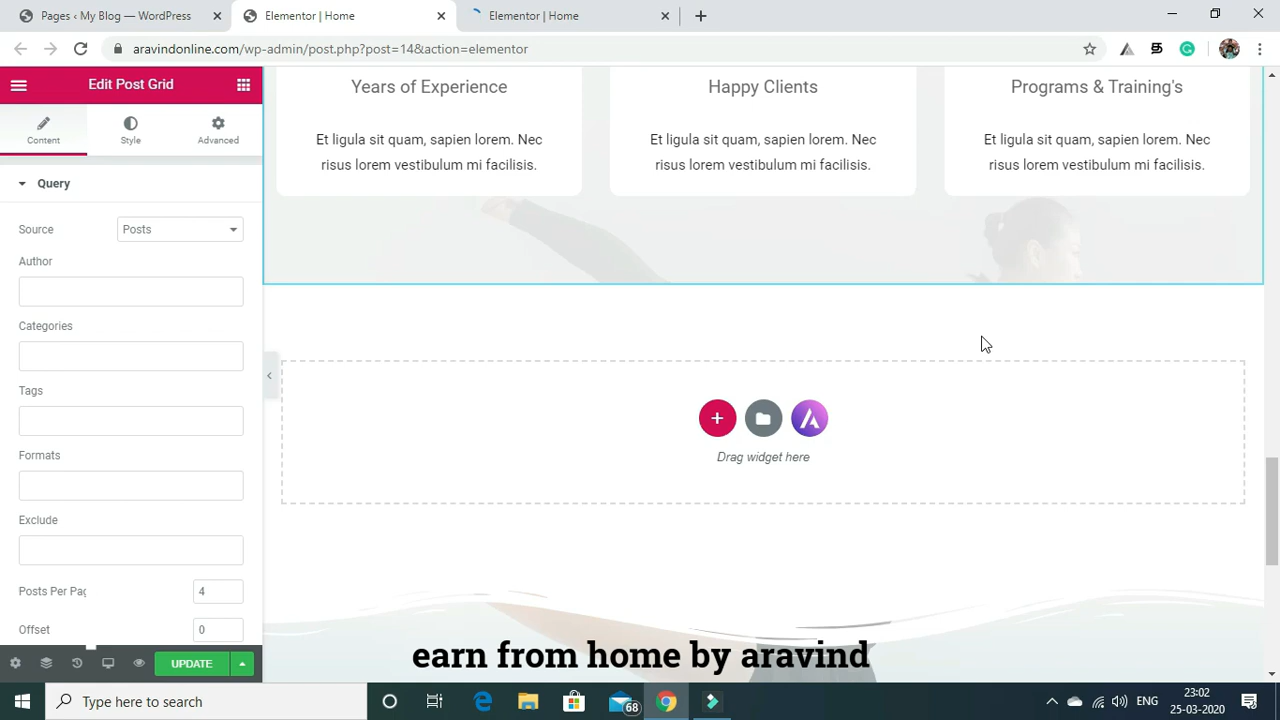 Pages ‹ My Blog — WordPress
Elementor | Home
Elementor | Home
aravindonline.com/wp-admin/post.php?post=14&action=elementor
Edit Post Grid
Content
Style
Advanced
Query
Source
Posts
Author
Categories
Tags
Formats
Exclude
Posts Per Pag
4
Offset
0
UPDATE
Years of Experience
Et ligula sit quam, sapien lorem. Nec
risus lorem vestibulum mi facilisis.
Happy Clients
Et ligula sit quam, sapien lorem. Nec
risus lorem vestibulum mi facilisis.
Programs & Training's
Et ligula sit quam, sapien lorem. Nec
risus lorem vestibulum mi facilisis.
Drag widget here
earn from home by aravind
Type here to search
68
ENG
23:02
25-03-2020